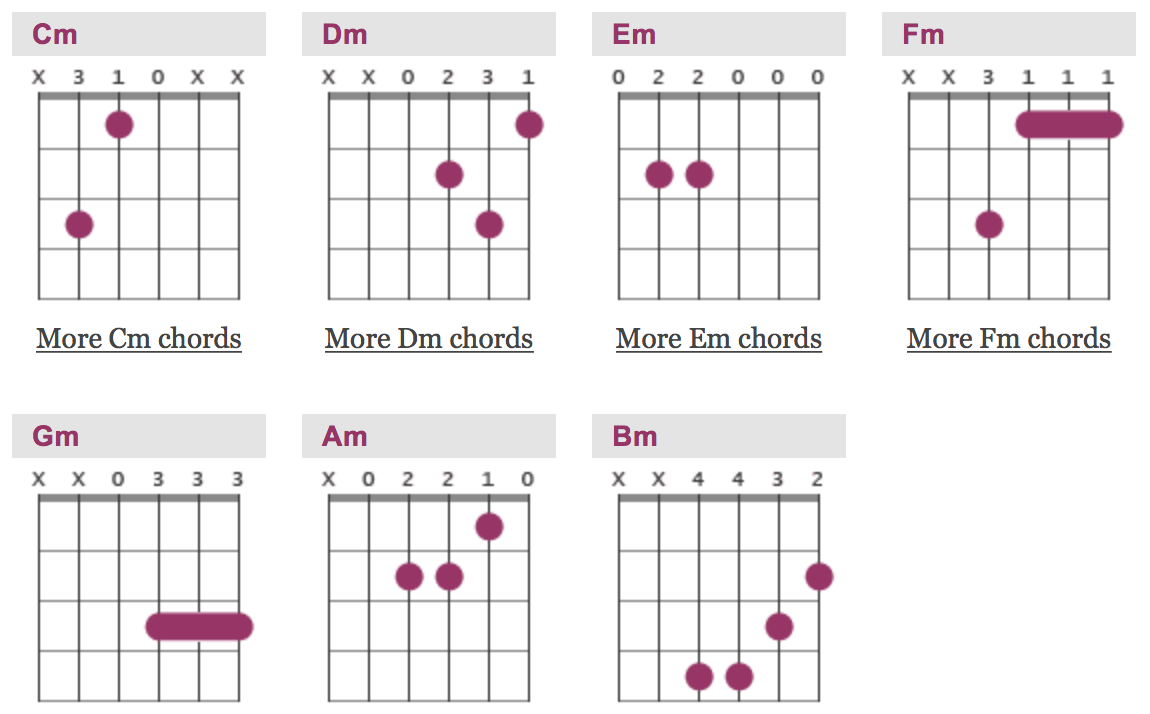 Cm Dm Em Fm
X 3 1 0 X X X X 0 2 3 1 0 2 2 0 0 0 X X 3 1 1 1
More Cm chords More Dm chords More Em chords More Fm chords
Gm Am Bm
X X 0 3 3 3 X 0 2 2 1 0 X X 4 4 3 2